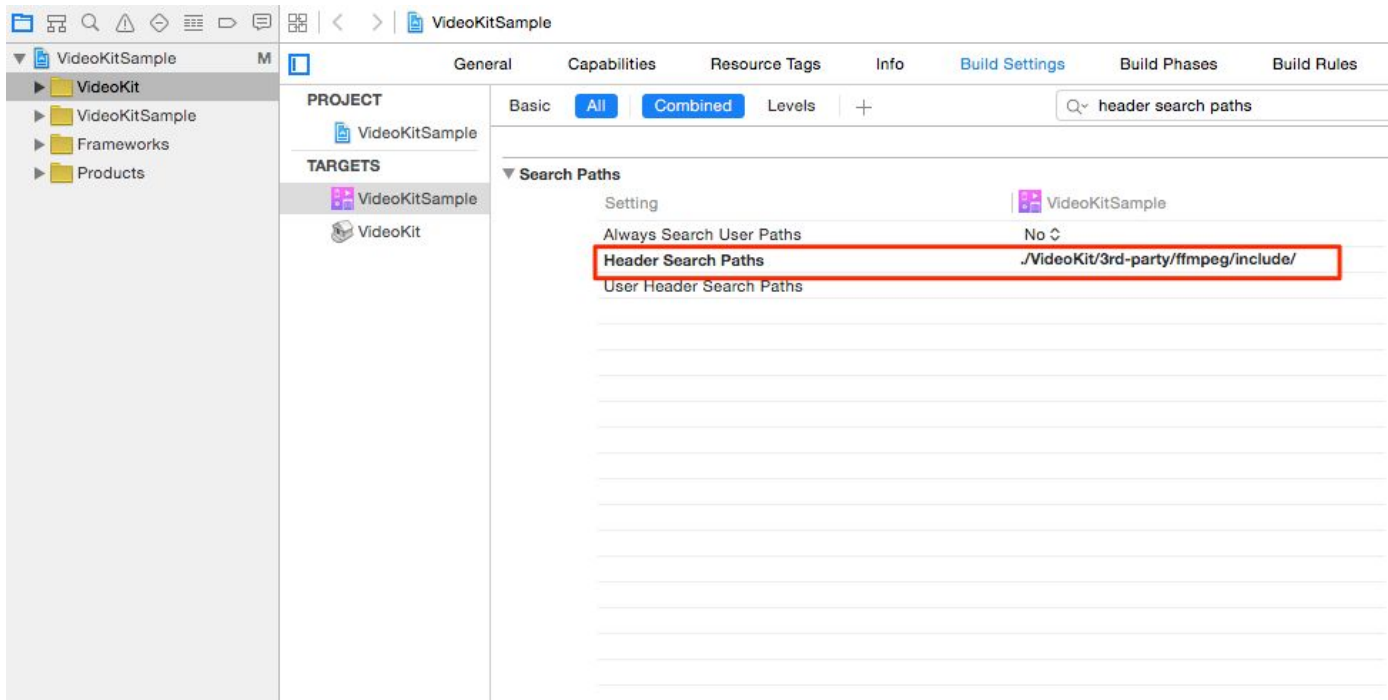 VideoKitSample
VideoKitSample M
VideoKit
VideoKitSample
Frameworks
Products
General Capabilities Resource Tags Info Build Settings Build Phases Build Rules
PROJECT
VideoKitSample
TARGETS
VideoKitSample
VideoKit
Basic All Combined Levels + header search paths
Search Paths
Setting VideoKitSample
Always Search User Paths No
Header Search Paths ./VideoKit/3rd-party/ffmpeg/include/
User Header Search Paths